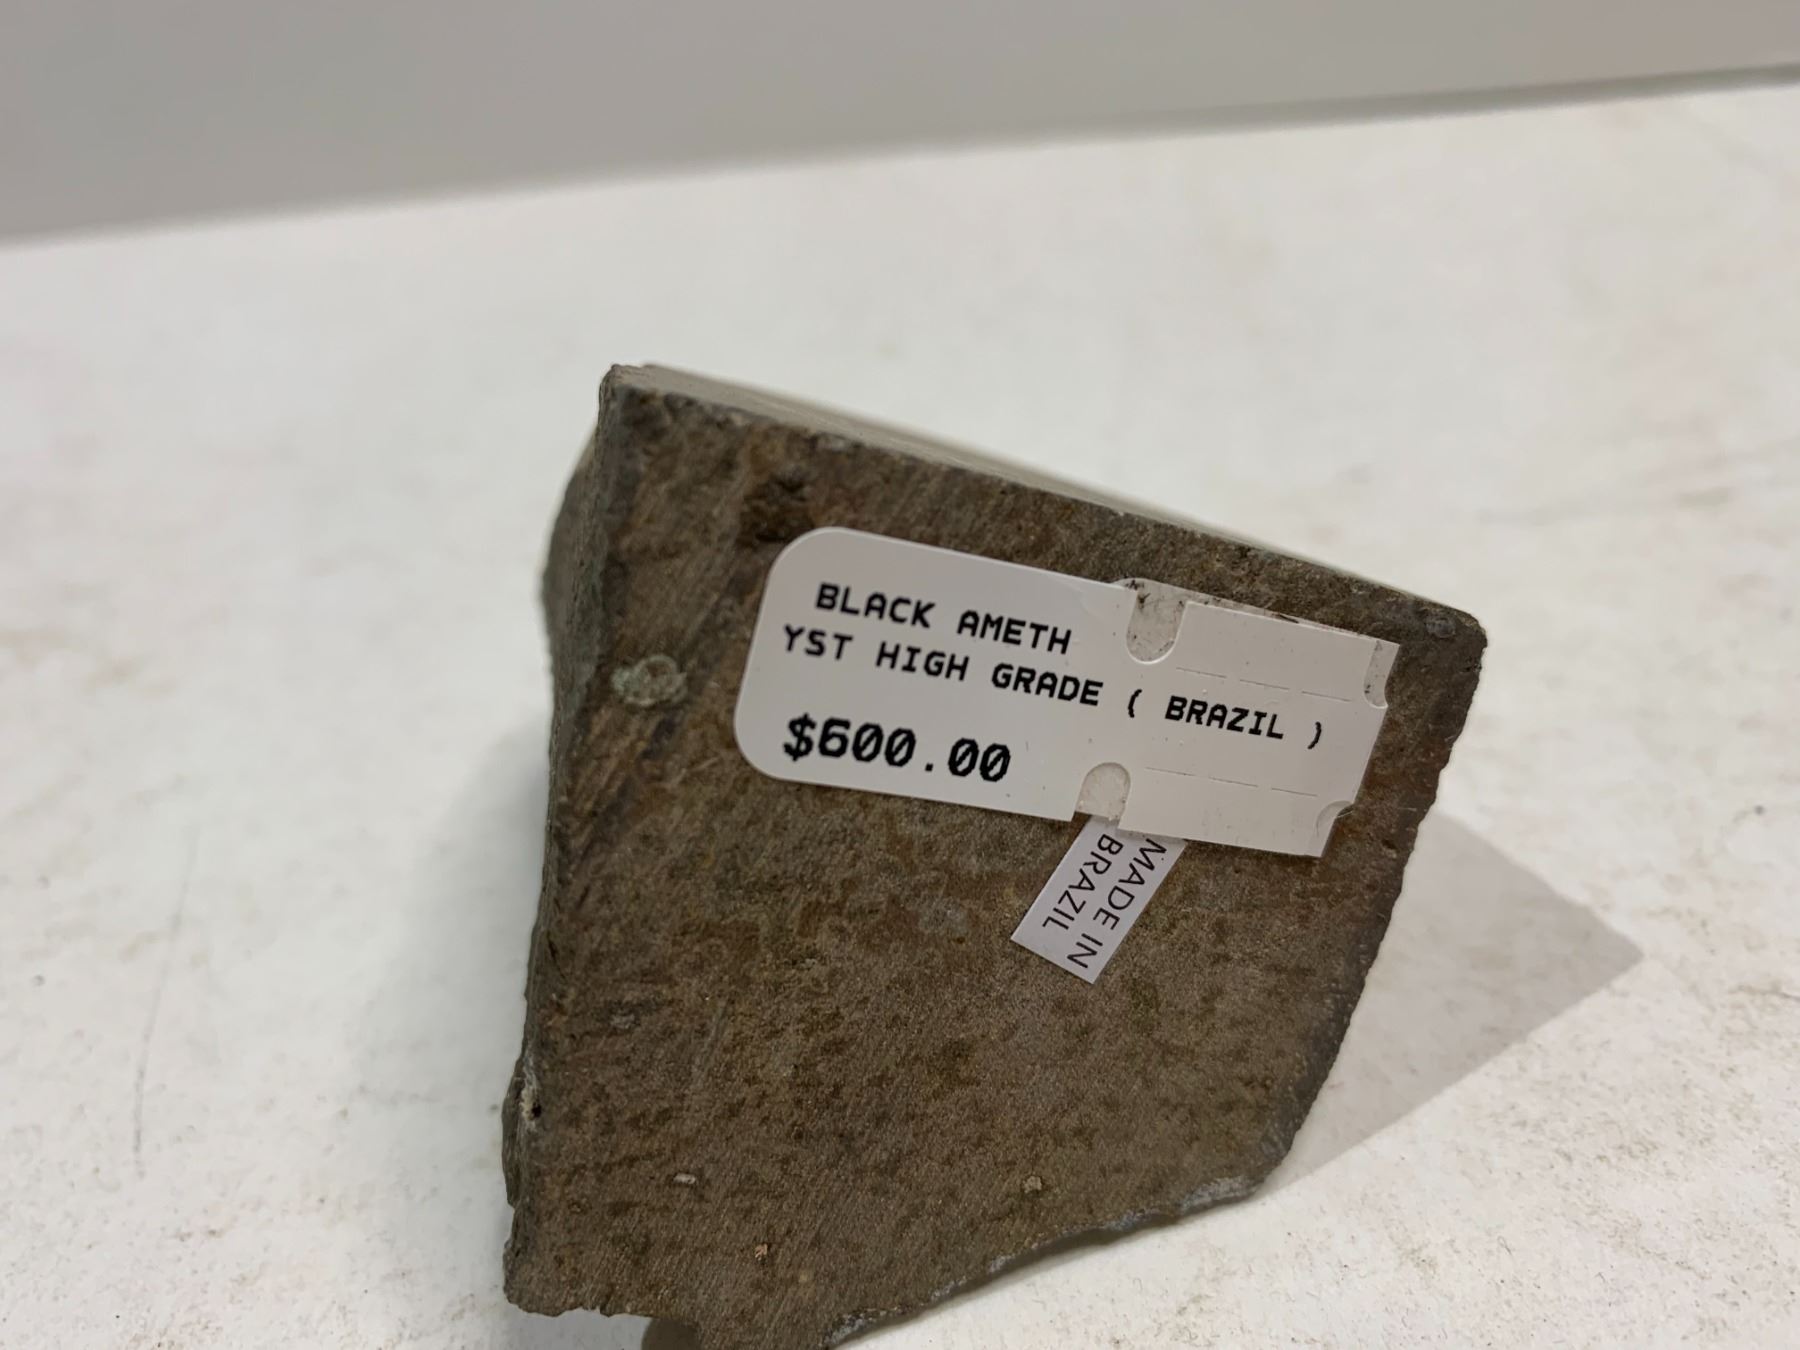 BLACK AMETH
YST HIGH GRADE ( BRAZIL )
$600.00
MADE IN
BRAZIL